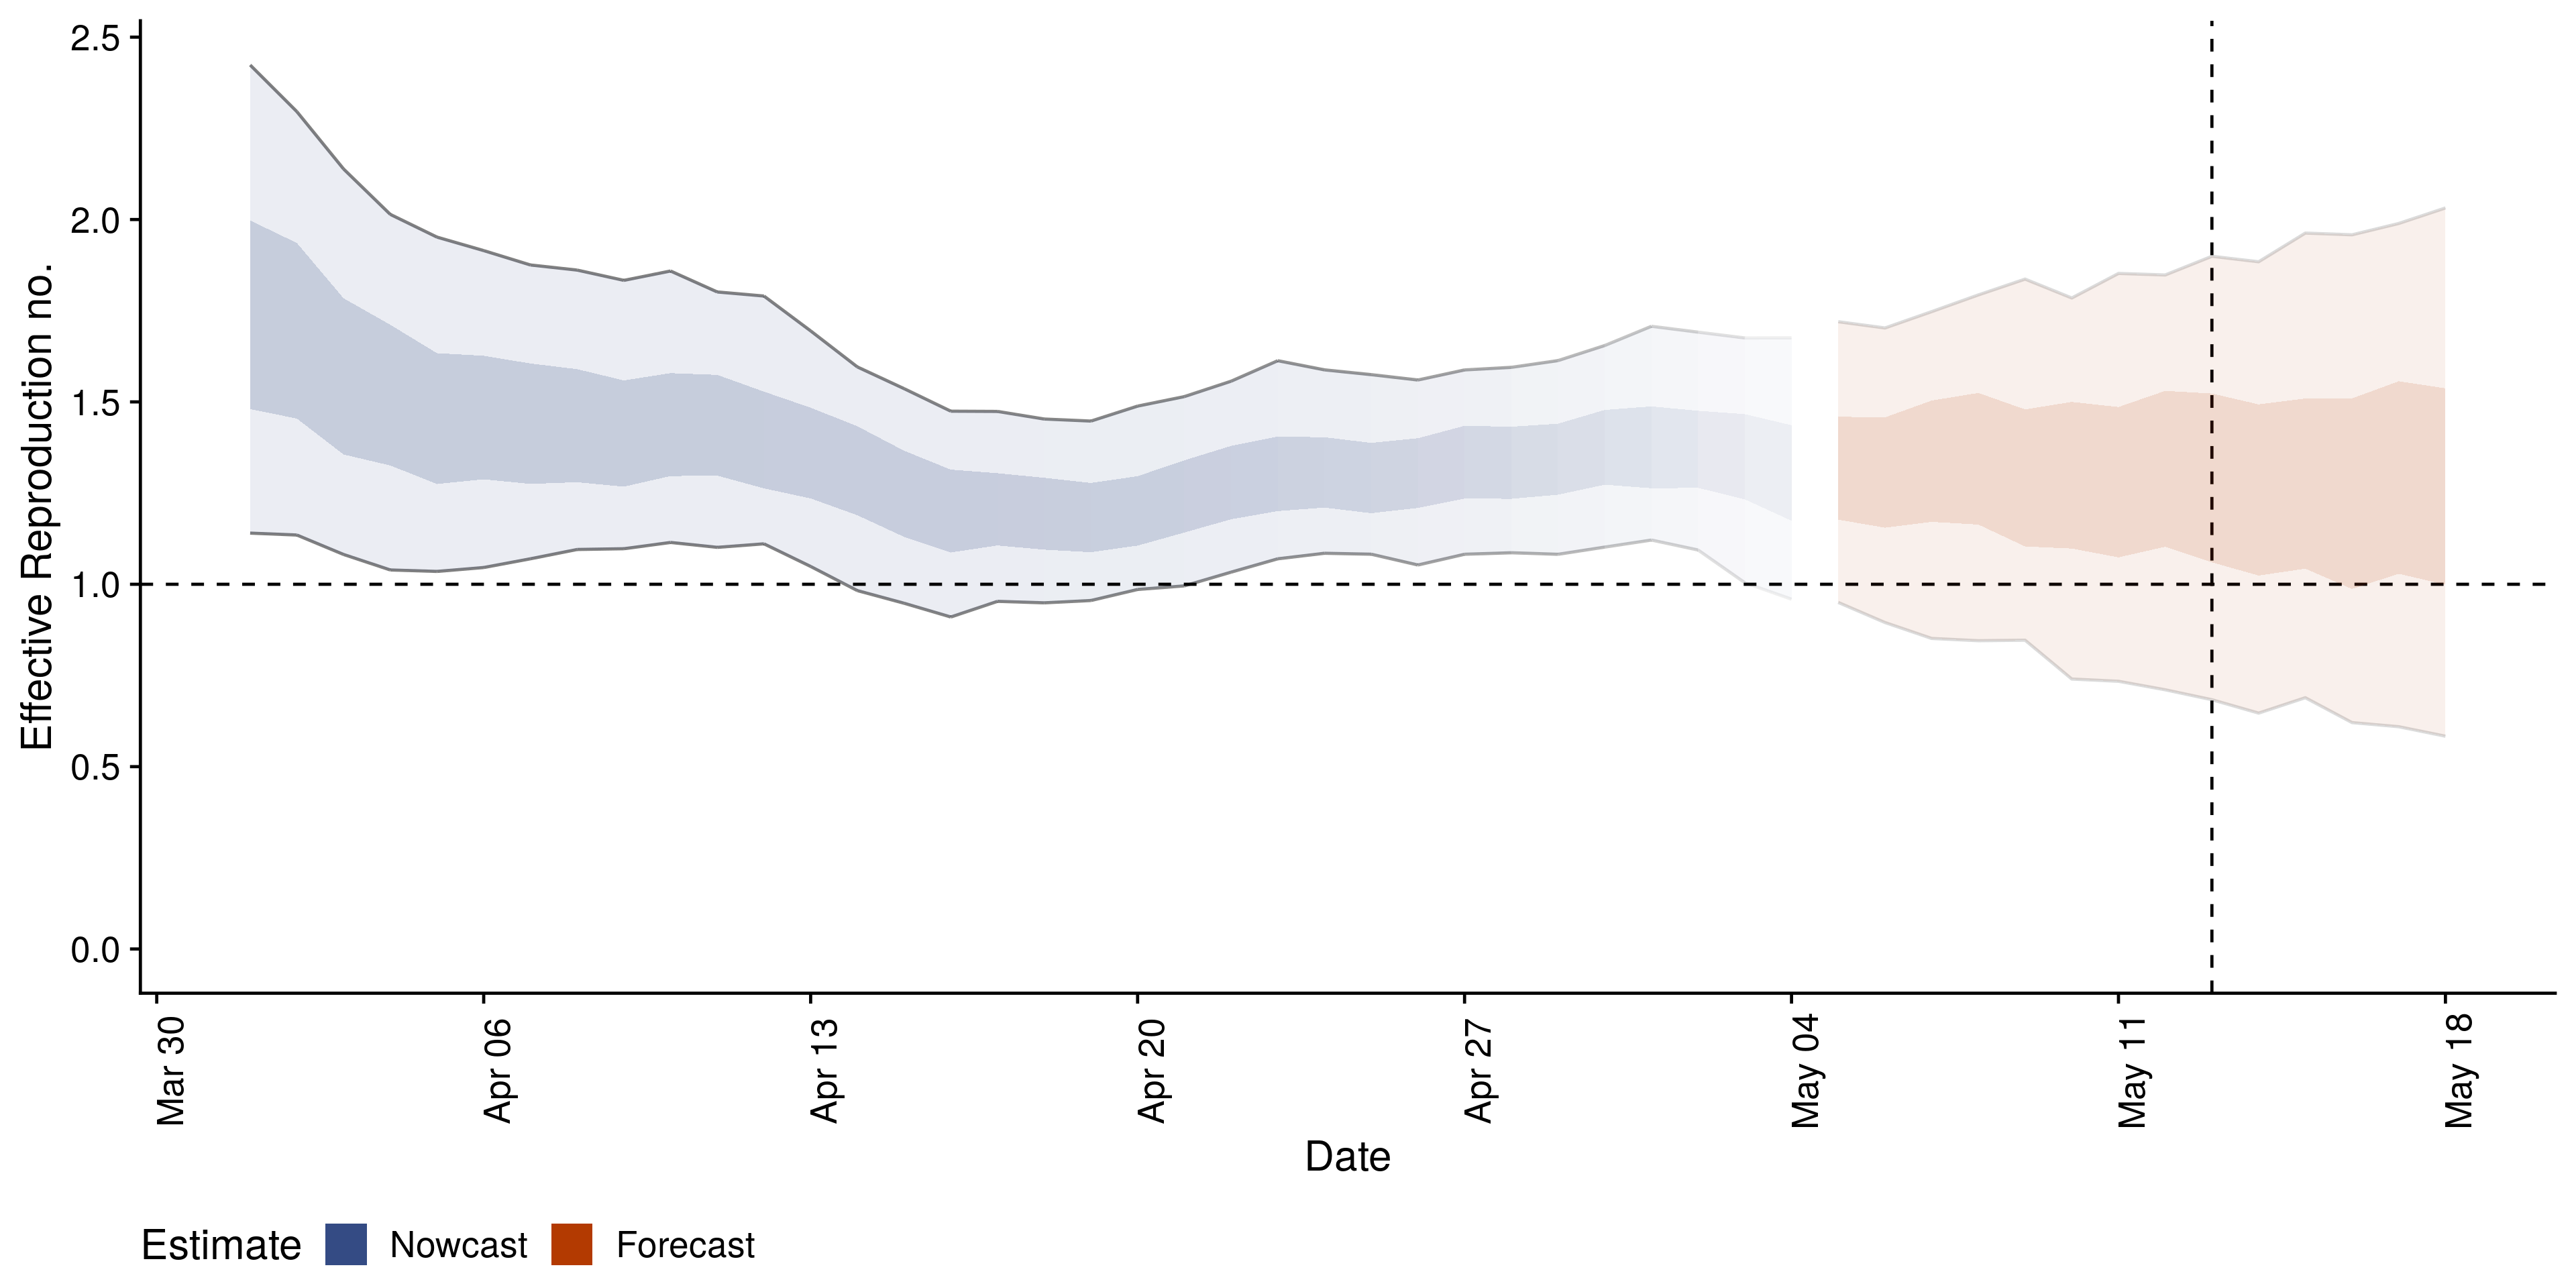 Effective Reproduction no.
2.5
2.0
1.5
1.0
0.5
0.0
Mar 30
Apr 06
Apr 13
Apr 20
Apr 27
May 04
May 11
May 18
Date
Estimate Nowcast Forecast